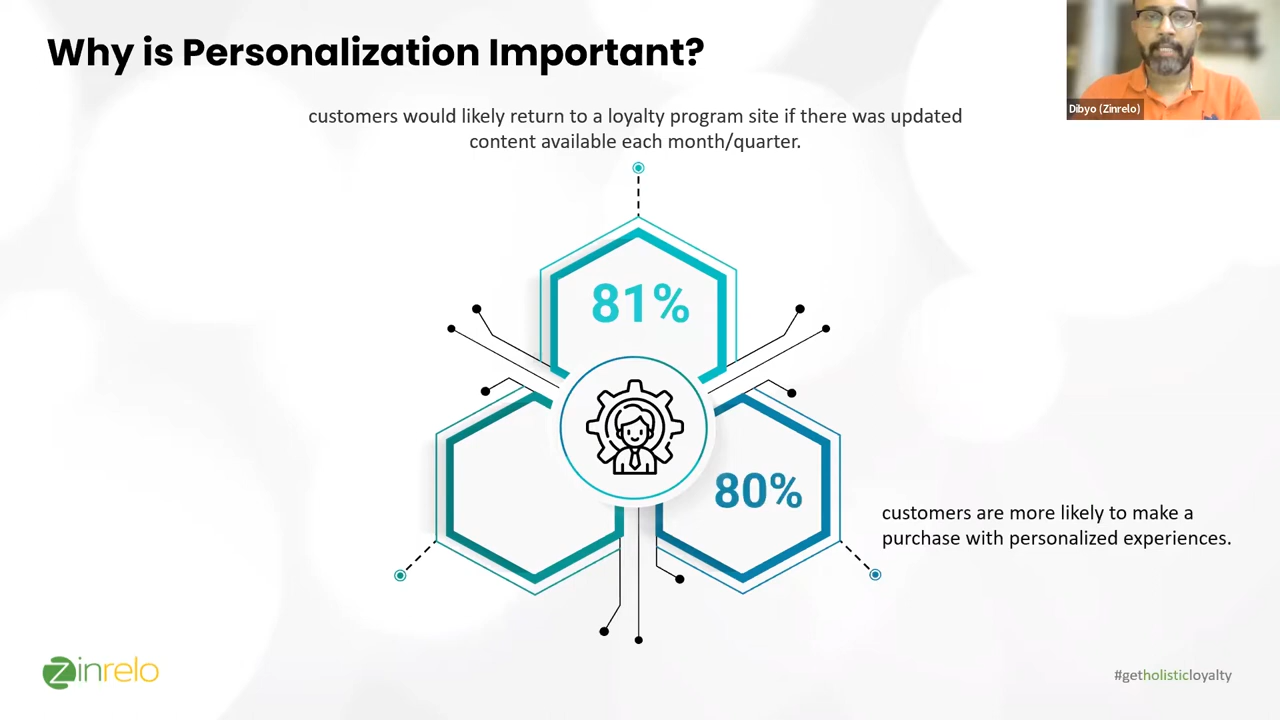 Why is Personalization Important?
Dibyo (Zinrelo)
customers would likely return to a loyalty program site if there was updated
content available each month/quarter.
81%
80%
customers are more likely to make a
purchase with personalized experiences.
zinrelo
#getholisticloyalty